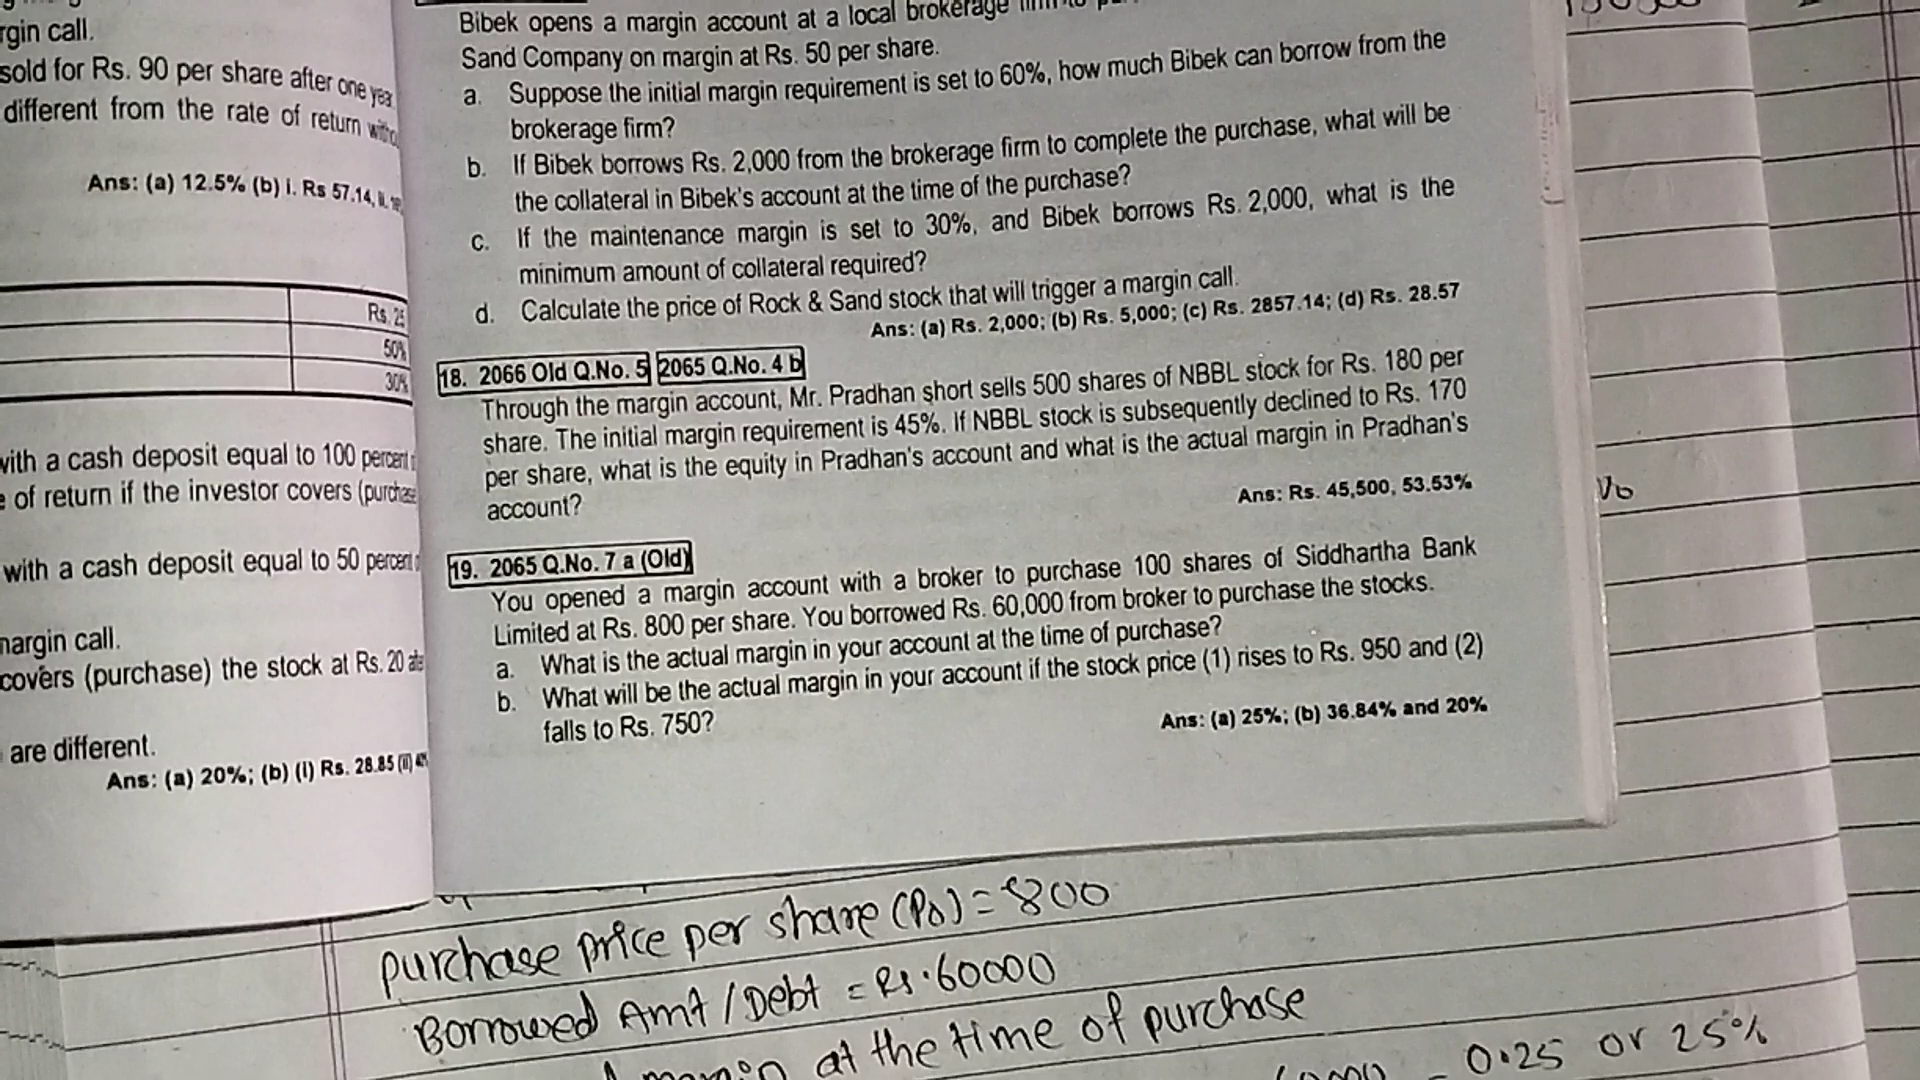 rgin call.
sold for Rs. 90 per share after one year
different from the rate of return
Ans: (a) 12.5% (b) i. Rs 57.14, ii.
Rs. 25
50%
30%
with a cash deposit equal to 100 percent
of return if the investor covers (purchase
with a cash deposit equal to 50 percent
margin call.
covers (purchase) the stock at Rs. 20
are different.
Ans: (a) 20%; (b) (i) Rs. 28.85 (ii)
Bibek opens a margin account at a local brokerage
Sand Company on margin at Rs. 50 per share.
a. Suppose the initial margin requirement is set to 60%, how much Bibek can borrow from the
brokerage firm?
b. If Bibek borrows Rs. 2,000 from the brokerage firm to complete the purchase, what will be
the collateral in Bibek's account at the time of the purchase?
c. If the maintenance margin is set to 30%, and Bibek borrows Rs. 2,000, what is the
minimum amount of collateral required?
d. Calculate the price of Rock & Sand stock that will trigger a margin call.
Ans: (a) Rs. 2,000; (b) Rs. 5,000; (c) Rs. 2857.14; (d) Rs. 28.57
18. 2066 Old Q.No. 5 2065 Q.No. 4 b
Through the margin account, Mr. Pradhan short sells 500 shares of NBBL stock for Rs. 180 per
share. The initial margin requirement is 45%. If NBBL stock is subsequently declined to Rs. 170
per share, what is the equity in Pradhan's account and what is the actual margin in Pradhan's
account?
Ans: Rs. 45,500, 53.53%
19. 2065 Q.No. 7 a (Old)
You opened a margin account with a broker to purchase 100 shares of Siddhartha Bank
Limited at Rs. 800 per share. You borrowed Rs. 60,000 from broker to purchase the stocks.
a. What is the actual margin in your account at the time of purchase?
b. What will be the actual margin in your account if the stock price (1) rises to Rs. 950 and (2)
falls to Rs. 750?
Ans: (a) 25%; (b) 36.84% and 20%
purchase price per share (P0) = 800
Borrowed Amt / Debt = Rs. 60000
margin at the time of purchase
0.25 or 25%